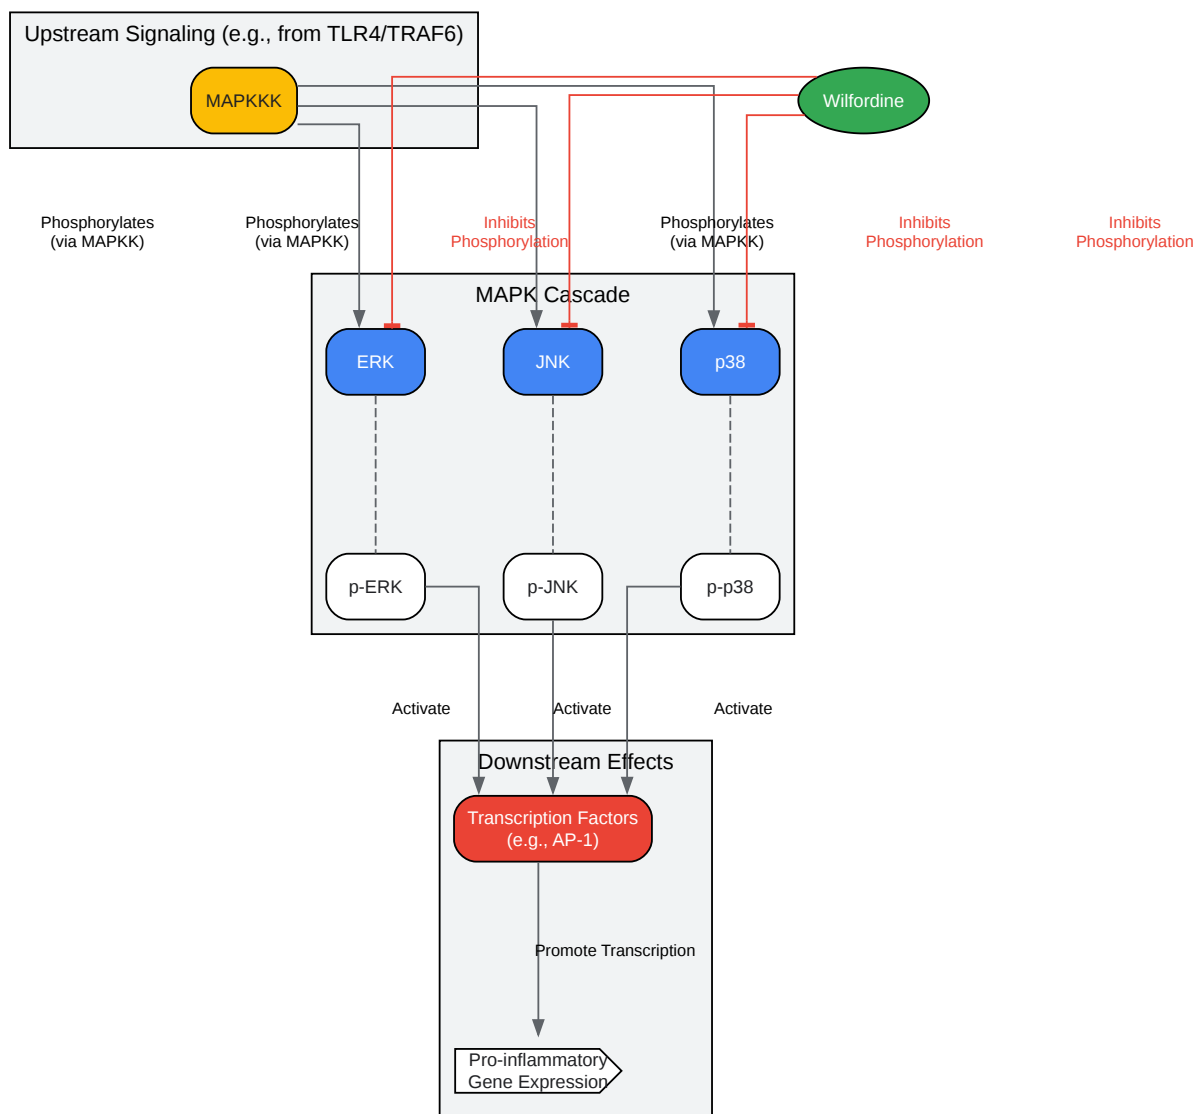 Upstream Signaling (e.g., from TLR4/TRAF6)
MAPKKK
Wilfordine
Phosphorylates
(via MAPKK)
Phosphorylates
(via MAPKK)
Inhibits
Phosphorylation
Phosphorylates
(via MAPKK)
Inhibits
Phosphorylation
Inhibits
Phosphorylation
MAPK Cascade
ERK
JNK
p38
p-ERK
p-JNK
p-p38
Activate
Activate
Activate
Downstream Effects
Transcription Factors
(e.g., AP-1)
Promote Transcription
Pro-inflammatory
Gene Expression